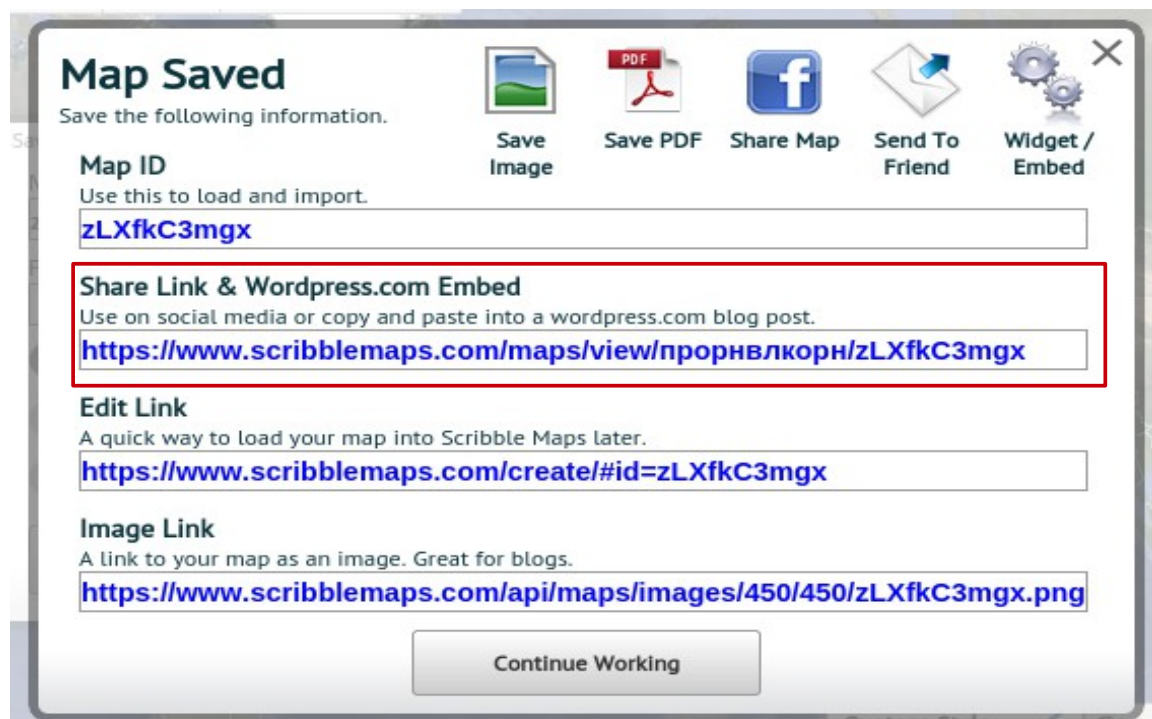 Map Saved
Save the following information.
PDF
Save Image
Save PDF
Share Map
Send To Friend
Widget / Embed
Map ID
Use this to load and import.
zLXfkC3mgx
Share Link & Wordpress.com Embed
Use on social media or copy and paste into a wordpress.com blog post.
https://www.scribblemaps.com/maps/view/прорнвлкорн/zLXfkC3mgx
Edit Link
A quick way to load your map into Scribble Maps later.
https://www.scribblemaps.com/create/#id=zLXfkC3mgx
Image Link
A link to your map as an image. Great for blogs.
https://www.scribblemaps.com/api/maps/images/450/450/zLXfkC3mgx.png
Continue Working